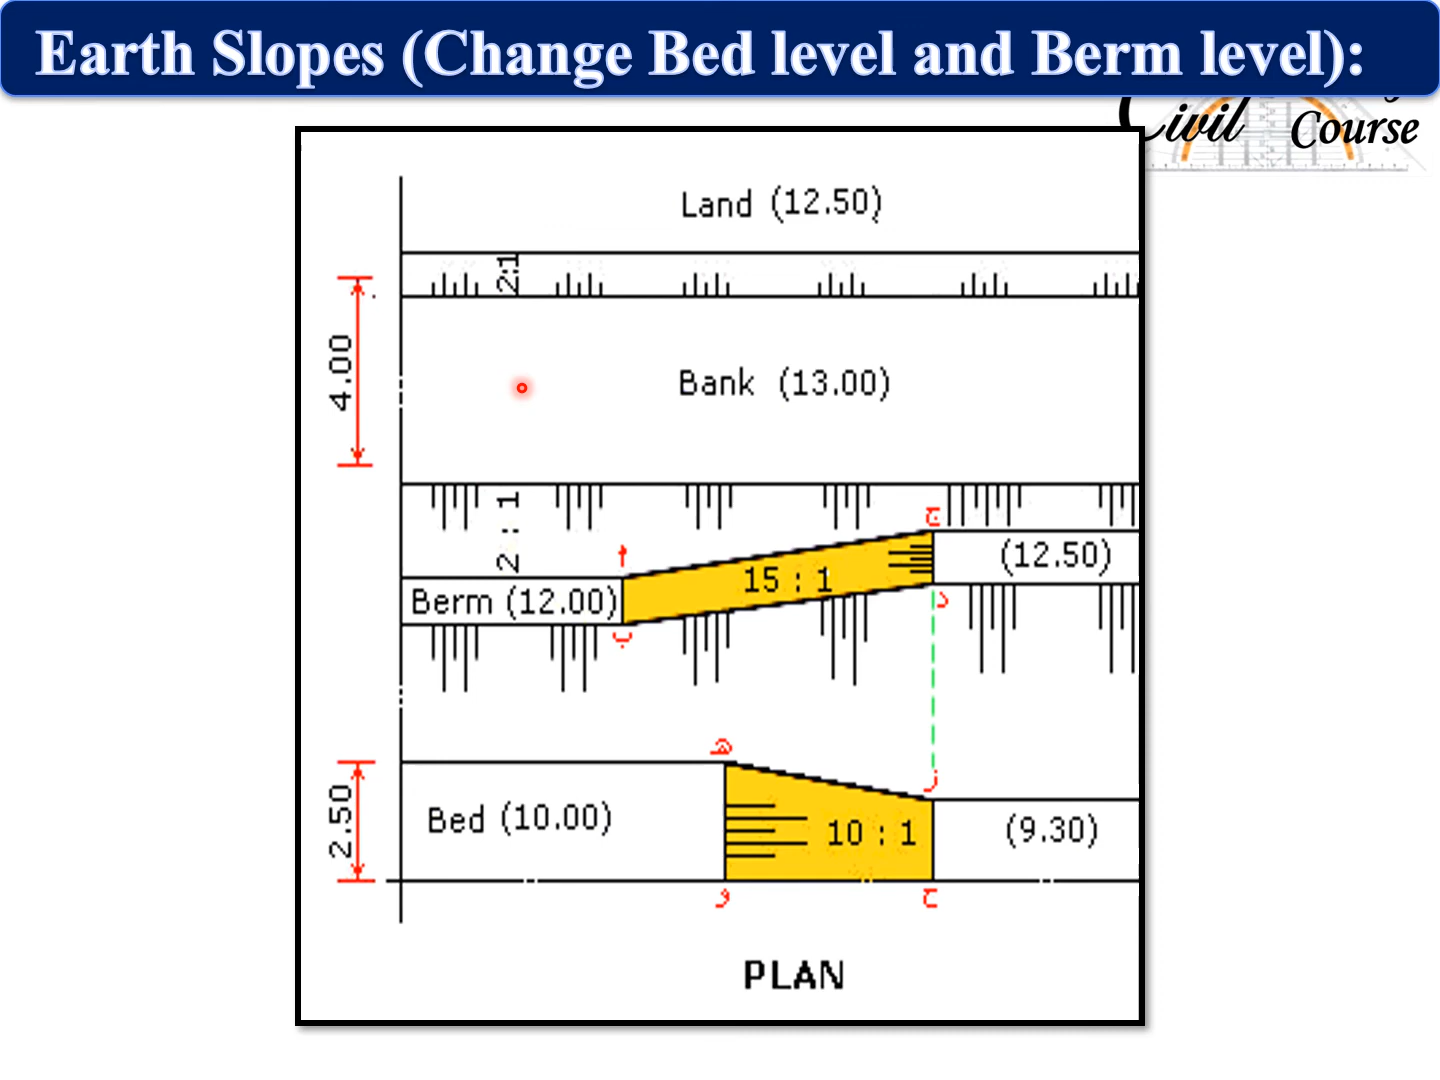 Earth Slopes (Change Bed level and Berm level):
Civil Course
Land (12.50)
2:1
4.00
Bank (13.00)
2 : 1
ج
أ
(12.50)
15 : 1
Berm (12.00)
د
ب
هـ
ر
2.50
Bed (10.00)
10 : 1
(9.30)
و
ح
PLAN